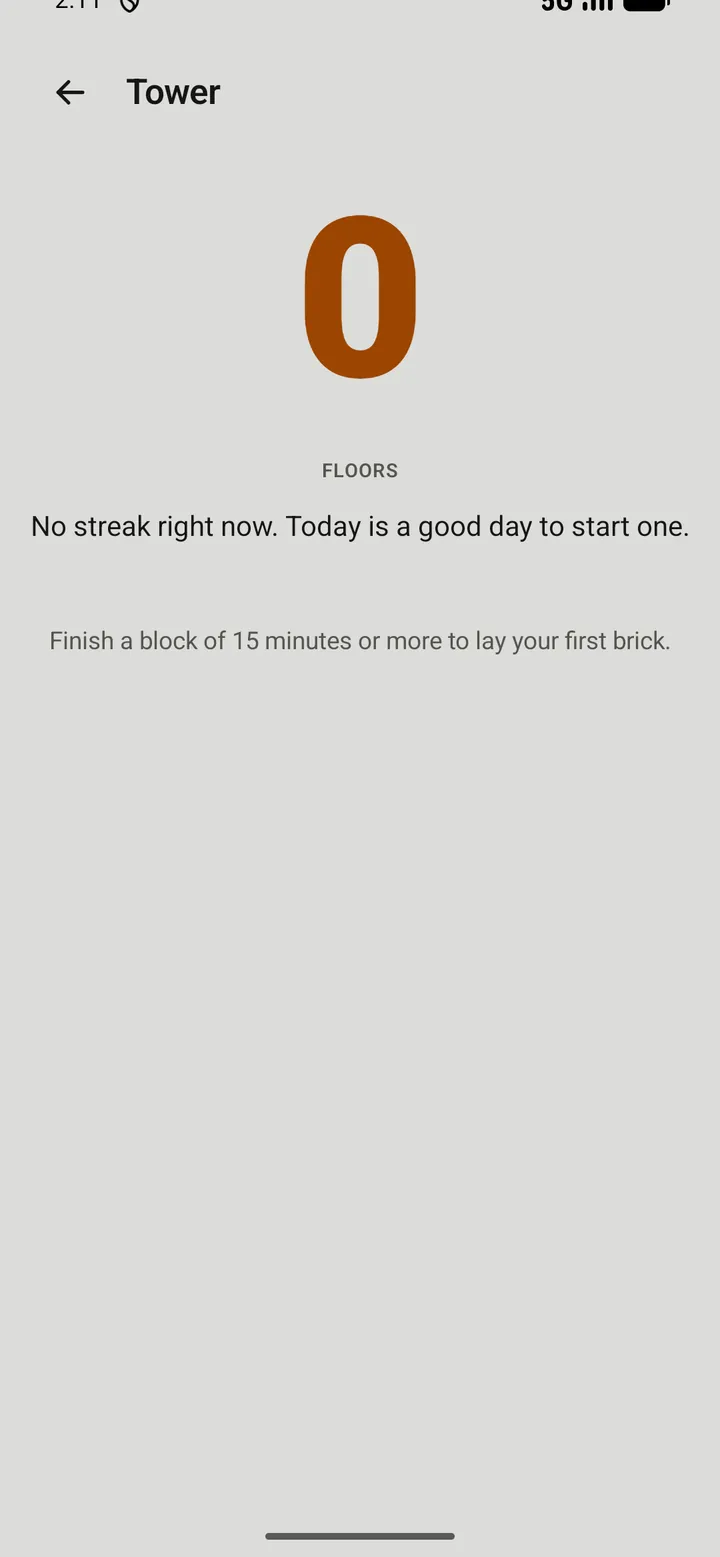 5G
Tower
0
FLOORS
No streak right now. Today is a good day to start one.
Finish a block of 15 minutes or more to lay your first brick.